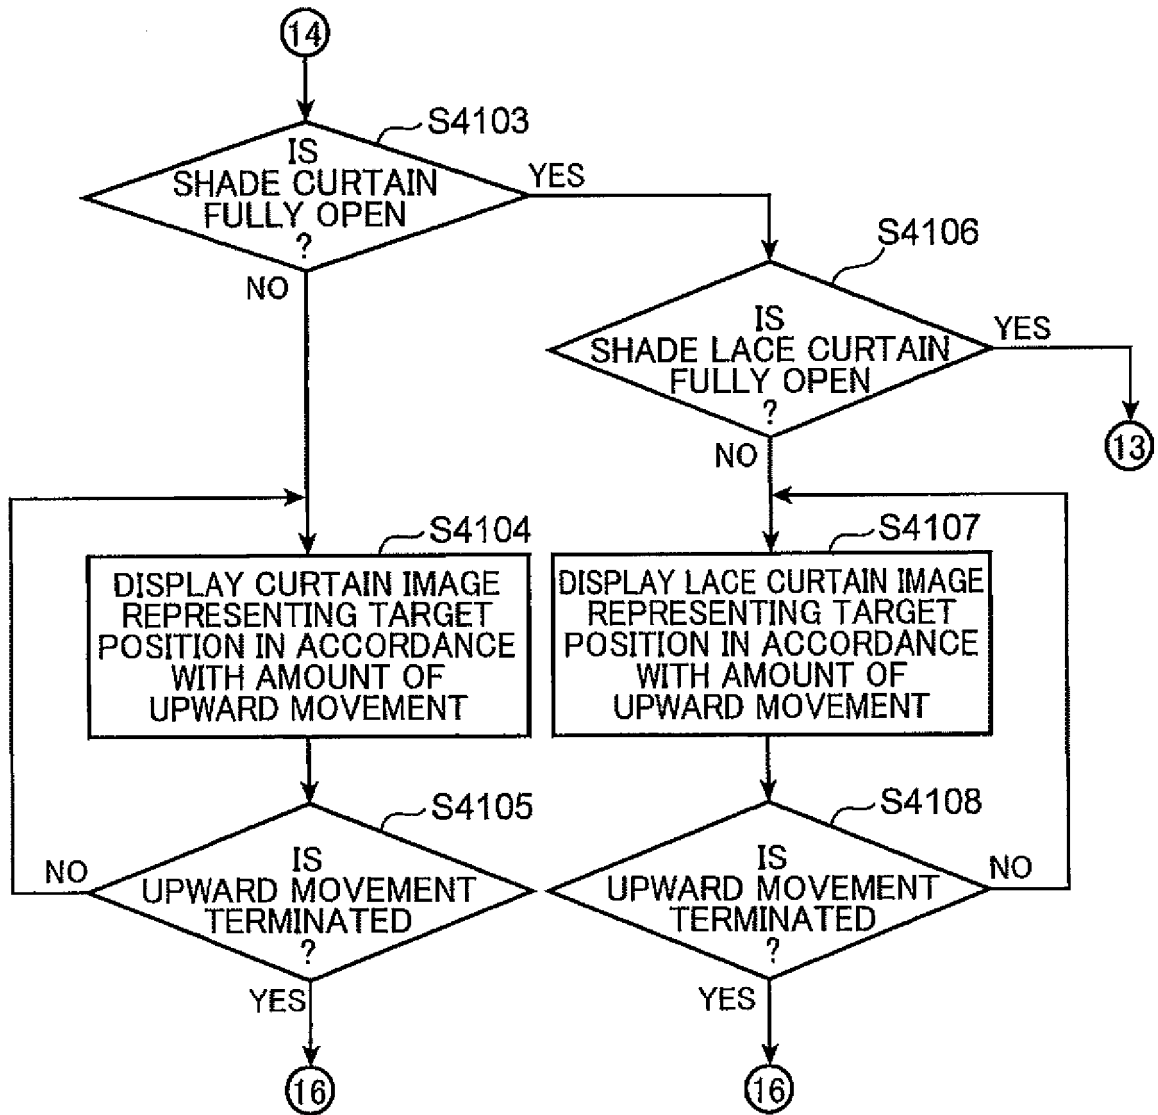 14
S4103
IS
SHADE CURTAIN
FULLY OPEN
?
YES
NO
S4106
IS
SHADE LACE CURTAIN
FULLY OPEN
?
YES
13
NO
S4104
DISPLAY CURTAIN IMAGE
REPRESENTING TARGET
POSITION IN ACCORDANCE
WITH AMOUNT OF
UPWARD MOVEMENT
S4107
DISPLAY LACE CURTAIN IMAGE
REPRESENTING TARGET
POSITION IN ACCORDANCE
WITH AMOUNT OF
UPWARD MOVEMENT
S4105
IS
UPWARD MOVEMENT
TERMINATED
?
NO
YES
16
S4108
IS
UPWARD MOVEMENT
TERMINATED
?
NO
YES
16